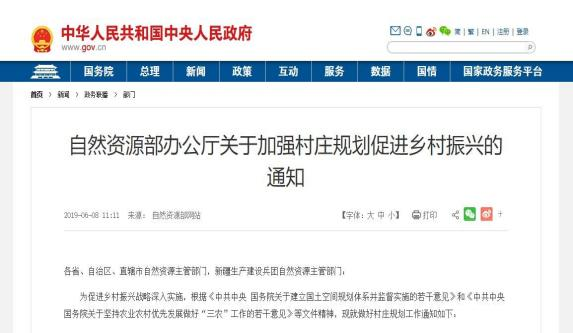 中华人民共和国中央人民政府
www.gov.cn
简 | 繁 | EN | 注册 | 登录
国务院 总理 新闻 政策 互动 服务 数据 国情 国家政务服务平台
首页 > 新闻 > 政务联播 > 部门
自然资源部办公厅关于加强村庄规划促进乡村振兴的
通知
2019-06-08 11:11 来源: 自然资源部网站 【字体: 大 中 小】 打印
各省、自治区、直辖市自然资源主管部门，新疆生产建设兵团自然资源主管部门：
为促进乡村振兴战略深入实施，根据《中共中央 国务院关于建立国土空间规划体系并监督实施的若干意见》和《中共中央
国务院关于坚持农业农村优先发展做好“三农”工作的若干意见》等文件精神，现就做好村庄规划工作通知如下：